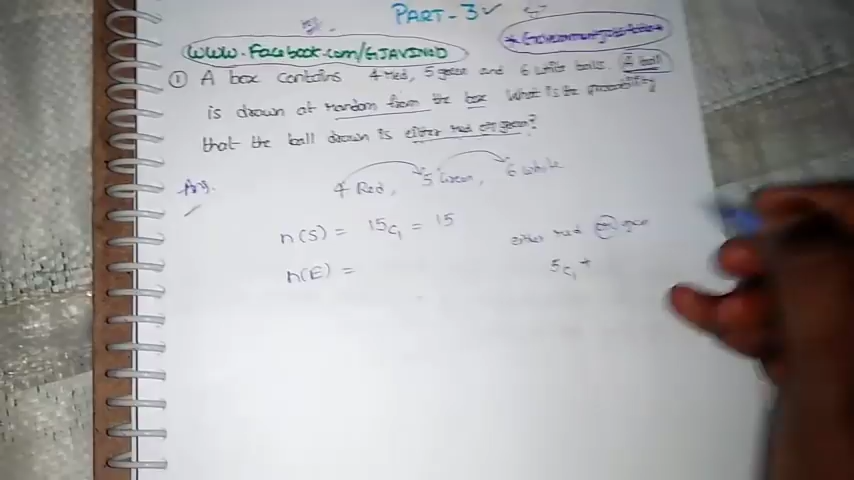 PART-3
www.Facebook.com/GJAVINOD
① A box contains 4 Red, 5 green and 6 white balls. 1 ball
is drawn at random from the box What is the probability
that the ball drawn is either red or green?
Ans.
4 Red, 5 Green, 6 White
n(S) = 15c₁ = 15
either red or green
n(E) =
5c₁ +